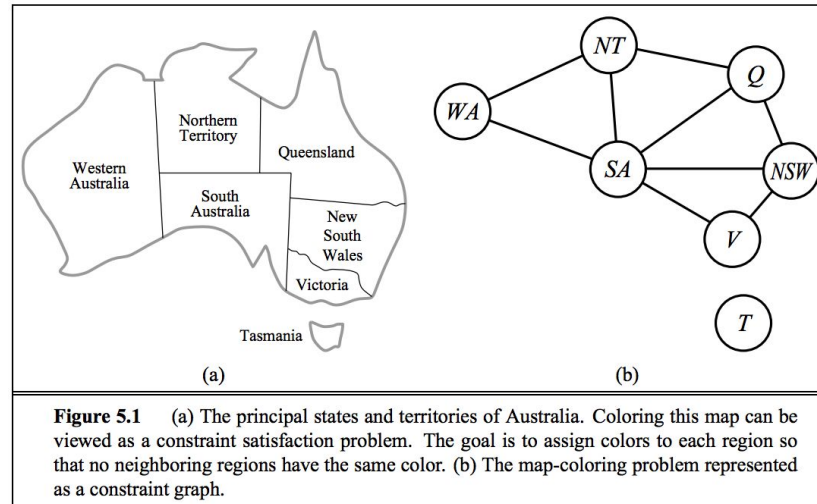 Northern
Territory
Western
Australia
Queensland
South
Australia
New
South
Wales
Victoria
Tasmania
(a)
NT
Q
WA
SA
NSW
V
T
(b)
Figure 5.1 (a) The principal states and territories of Australia. Coloring this map can be
viewed as a constraint satisfaction problem. The goal is to assign colors to each region so
that no neighboring regions have the same color. (b) The map-coloring problem represented
as a constraint graph.